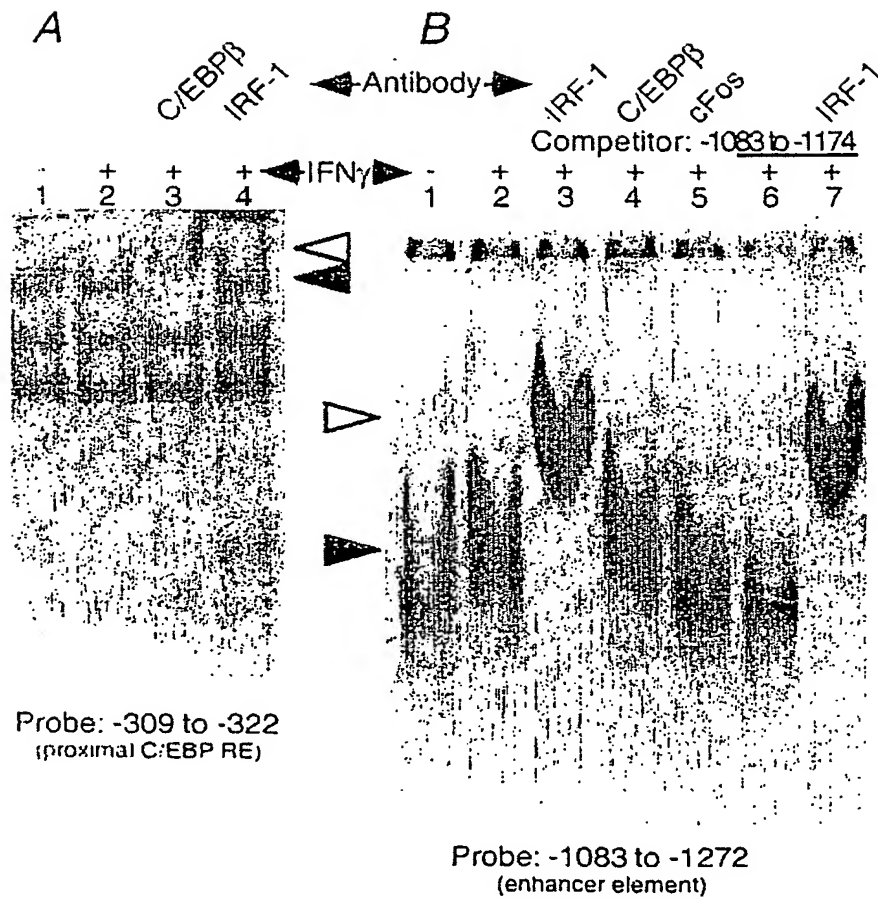 A
B
C/EBPβ
IRF-1
Antibody
IRF-1
C/EBPβ
cFos
IRF-1
Competitor: -1083 to -1174
- + + + IFNγ - + + + + + +
1 2 3 4 1 2 3 4 5 6 7
Probe: -309 to -322
(proximal C/EBP RE)
Probe: -1083 to -1272
(enhancer element)